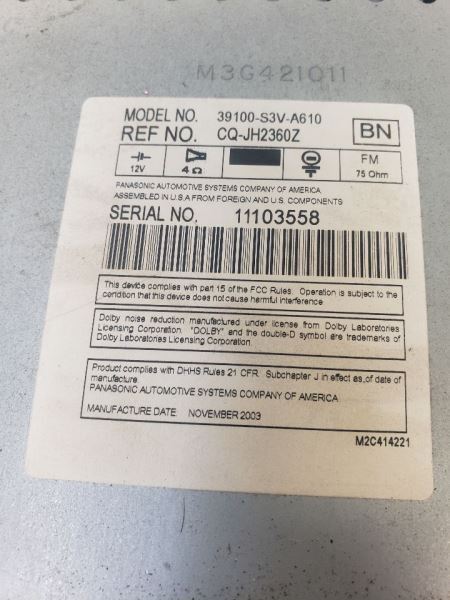 M3G421011
MODEL NO. 39100-S3V-A610
REF NO. CQ-JH2360Z
BN
12V
4 Ω
FM
75 Ohm
PANASONIC AUTOMOTIVE SYSTEMS COMPANY OF AMERICA
ASSEMBLED IN U.S.A FROM FOREIGN AND U.S. COMPONENTS
SERIAL NO. 11103558
This device complies with part 15 of the FCC Rules. Operation is subject to the
condition that this device does not cause harmful interference.
Dolby noise reduction manufactured under license from Dolby Laboratories
Licensing Corporation. "DOLBY" and the double-D symbol are trademarks of
Dolby Laboratories Licensing Corporation.
Product complies with DHHS Rules 21 CFR. Subchapter J in effect as,of date of
manufacture.
PANASONIC AUTOMOTIVE SYSTEMS COMPANY OF AMERICA
MANUFACTURE DATE NOVEMBER 2003
M2C414221